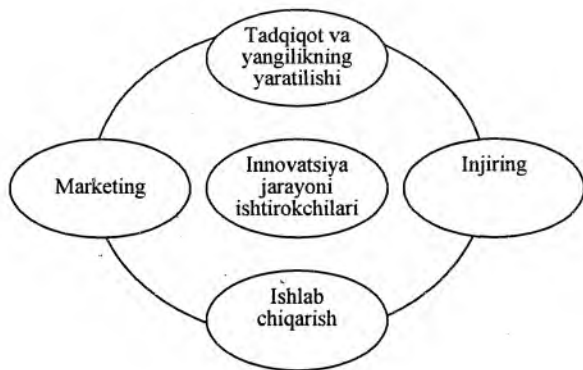 Tadqiqot va
yangilikning
yaratilishi
Marketing
Innovatsiya
jarayoni
ishtirokchilari
Injiring
Ishlab
chiqarish